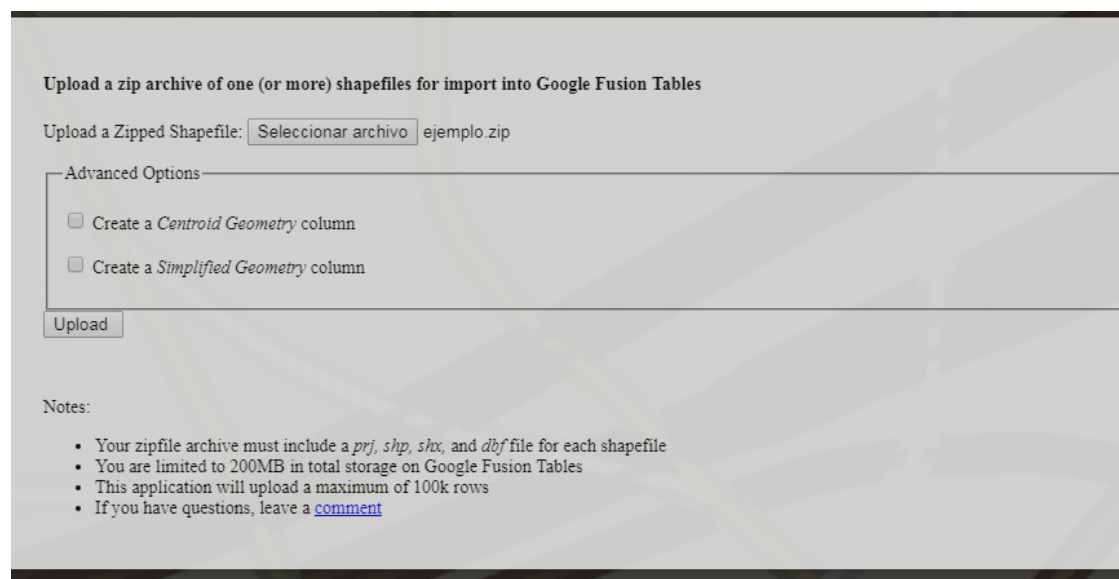 Upload a zip archive of one (or more) shapefiles for import into Google Fusion Tables
Upload a Zipped Shapefile: Seleccionar archivo ejemplo.zip
Advanced Options
Create a Centroid Geometry column
Create a Simplified Geometry column
Upload
Notes:
• Your zipfile archive must include a prj, shp, shx, and dbf file for each shapefile
• You are limited to 200MB in total storage on Google Fusion Tables
• This application will upload a maximum of 100k rows
• If you have questions, leave a comment